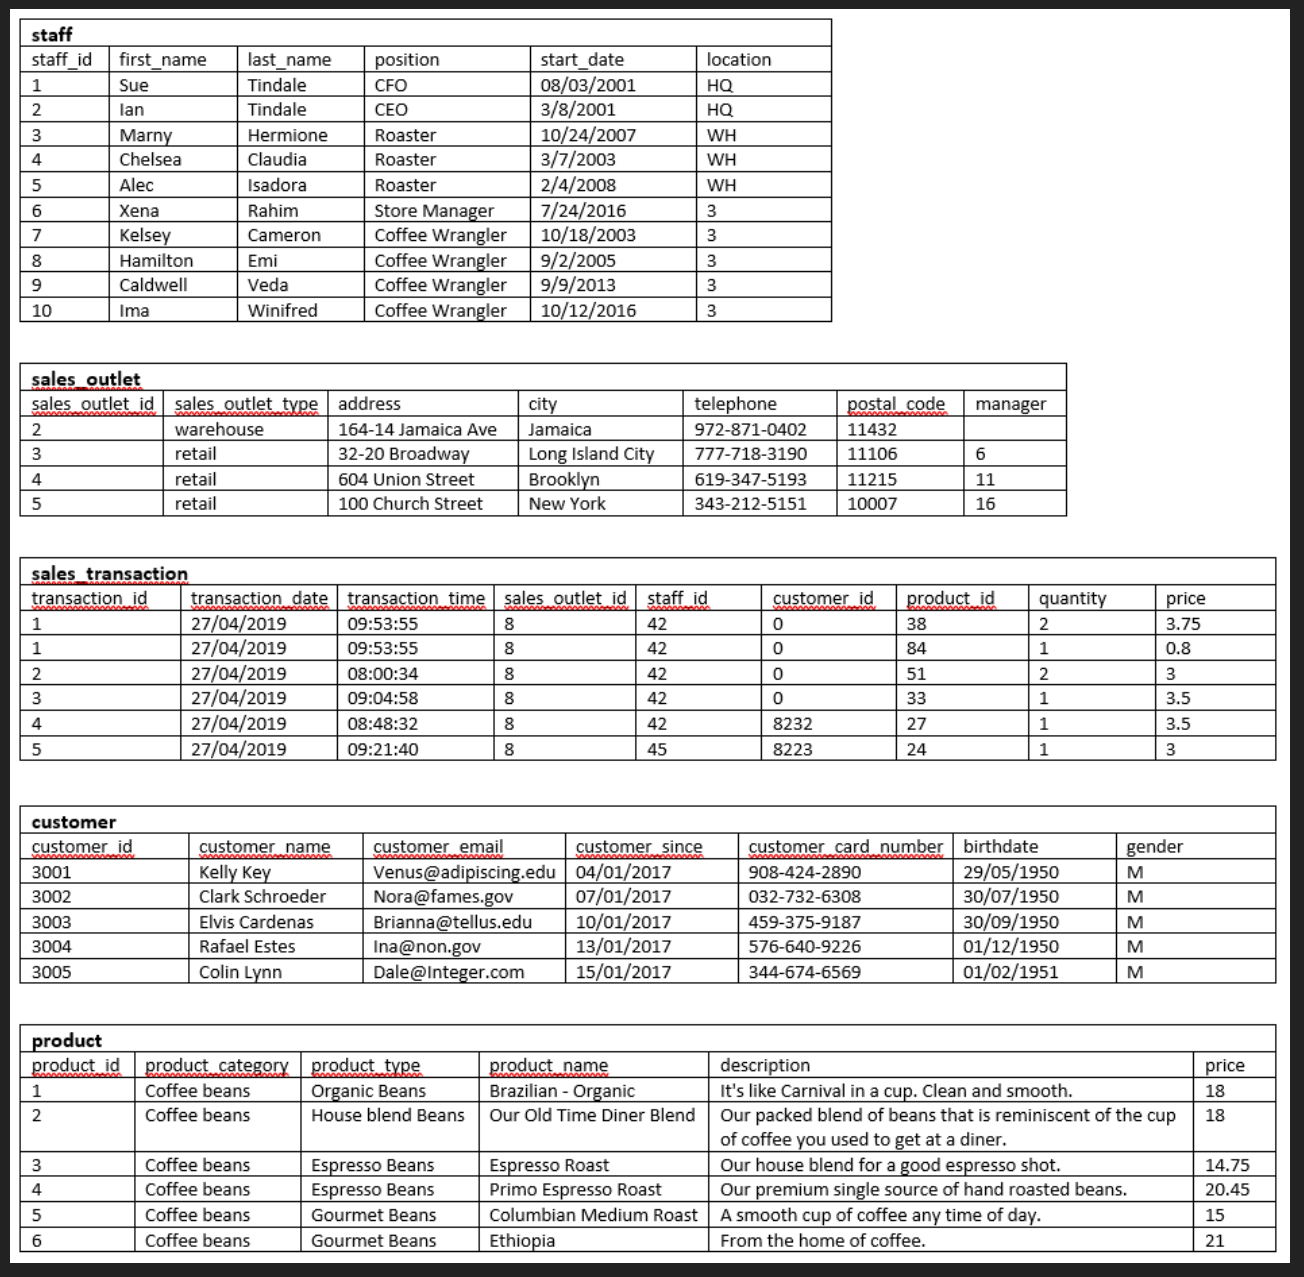 staff
staff_id first_name last_name position start_date location
1 Sue Tindale CFO 08/03/2001 HQ
2 Ian Tindale CEO 3/8/2001 HQ
3 Marny Hermione Roaster 10/24/2007 WH
4 Chelsea Claudia Roaster 3/7/2003 WH
5 Alec Isadora Roaster 2/4/2008 WH
6 Xena Rahim Store Manager 7/24/2016 3
7 Kelsey Cameron Coffee Wrangler 10/18/2003 3
8 Hamilton Emi Coffee Wrangler 9/2/2005 3
9 Caldwell Veda Coffee Wrangler 9/9/2013 3
10 Ima Winifred Coffee Wrangler 10/12/2016 3
sales_outlet
sales_outlet_id sales_outlet_type address city telephone postal_code manager
2 warehouse 164-14 Jamaica Ave Jamaica 972-871-0402 11432
3 retail 32-20 Broadway Long Island City 777-718-3190 11106 6
4 retail 604 Union Street Brooklyn 619-347-5193 11215 11
5 retail 100 Church Street New York 343-212-5151 10007 16
sales_transaction
transaction_id transaction_date transaction_time sales_outlet_id staff_id customer_id product_id quantity price
1 27/04/2019 09:53:55 8 42 0 38 2 3.75
1 27/04/2019 09:53:55 8 42 0 84 1 0.8
2 27/04/2019 08:00:34 8 42 0 51 2 3
3 27/04/2019 09:04:58 8 42 0 33 1 3.5
4 27/04/2019 08:48:32 8 42 8232 27 1 3.5
5 27/04/2019 09:21:40 8 45 8223 24 1 3
customer
customer_id customer_name customer_email customer_since customer_card_number birthdate gender
3001 Kelly Key Venus@adipiscing.edu 04/01/2017 908-424-2890 29/05/1950 M
3002 Clark Schroeder Nora@fames.gov 07/01/2017 032-732-6308 30/07/1950 M
3003 Elvis Cardenas Brianna@tellus.edu 10/01/2017 459-375-9187 30/09/1950 M
3004 Rafael Estes Ina@non.gov 13/01/2017 576-640-9226 01/12/1950 M
3005 Colin Lynn Dale@Integer.com 15/01/2017 344-674-6569 01/02/1951 M
product
product_id product_category product_type product_name description price
1 Coffee beans Organic Beans Brazilian - Organic It's like Carnival in a cup. Clean and smooth. 18
2 Coffee beans House blend Beans Our Old Time Diner Blend Our packed blend of beans that is reminiscent of the cup 18
of coffee you used to get at a diner.
3 Coffee beans Espresso Beans Espresso Roast Our house blend for a good espresso shot. 14.75
4 Coffee beans Espresso Beans Primo Espresso Roast Our premium single source of hand roasted beans. 20.45
5 Coffee beans Gourmet Beans Columbian Medium Roast A smooth cup of coffee any time of day. 15
6 Coffee beans Gourmet Beans Ethiopia From the home of coffee. 21